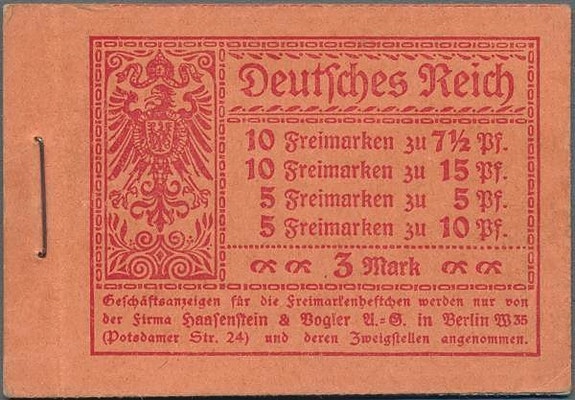 Deutsches Reich
10 Freimarken zu 7½ Pf.
10 Freimarken zu 15 Pf.
5 Freimarken zu 5 Pf.
5 Freimarken zu 10 Pf.
3 Mark
Geschäftsanzeigen für die Freimarkenheftchen werden nur von
der Firma Haasenstein & Vogler A.=G. in Berlin W35
(Potsdamer Str. 24) und deren Zweigstellen angenommen.